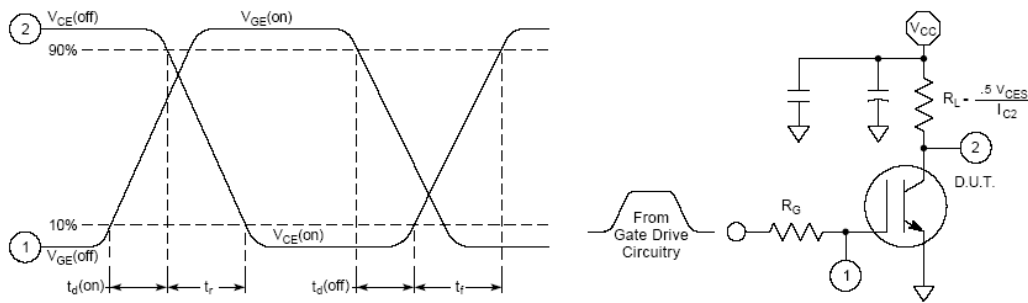 2
VCE(off)
VGE(on)
90%
10%
1
VGE(off)
VCE(on)
td(on)
tr
td(off)
tf
VCC
RL - .5 VCES
IC2
2
D.U.T.
RG
From
Gate Drive
Circuitry
1